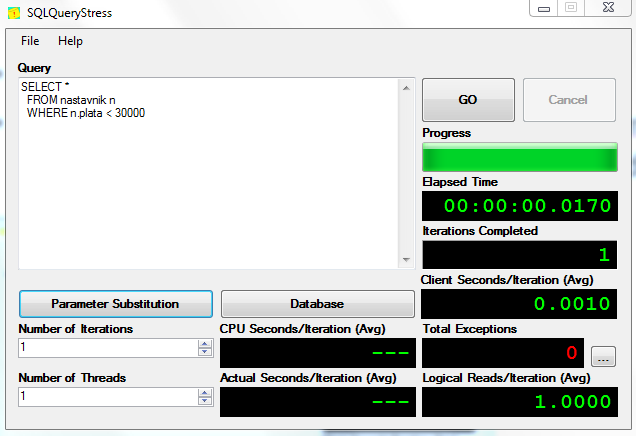 SQLQueryStress
File Help
Query
SELECT *
FROM nastavnik n
WHERE n.plata < 30000
GO Cancel
Progress
Elapsed Time
00:00:00.0170
Iterations Completed
1
Client Seconds/Iteration (Avg)
0.0010
Parameter Substitution Database
Number of Iterations CPU Seconds/Iteration (Avg) Total Exceptions
1 --- 0 ...
Number of Threads Actual Seconds/Iteration (Avg) Logical Reads/Iteration (Avg)
1 --- 1.0000